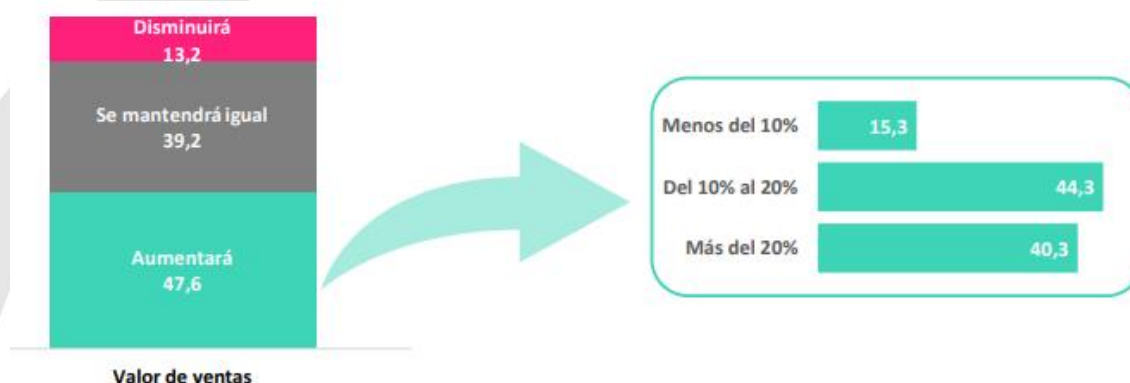 Disminuirá
13,2
Se mantendrá igual
39,2
Aumentará
47,6
Valor de ventas
Menos del 10%
15,3
Del 10% al 20%
44,3
Más del 20%
40,3